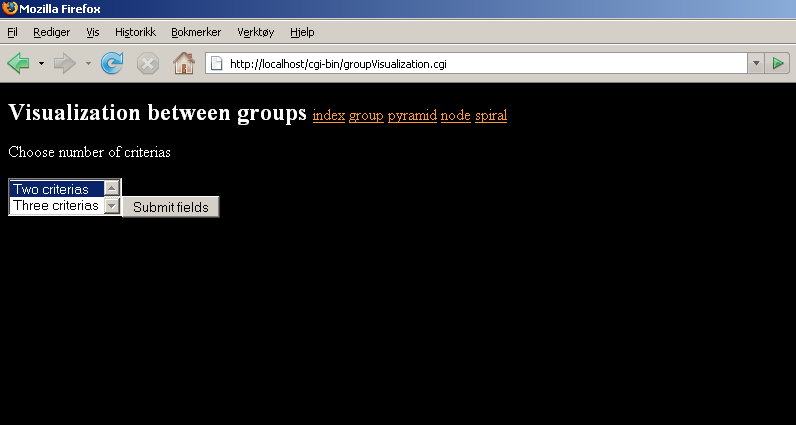 Mozilla Firefox
Fil Rediger Vis Historikk Bokmerker Verktøy Hjelp
http://localhost/cgi-bin/groupVisualization.cgi
Visualization between groups index group pyramid node spiral
Choose number of criterias
Two criterias
Three criterias Submit fields